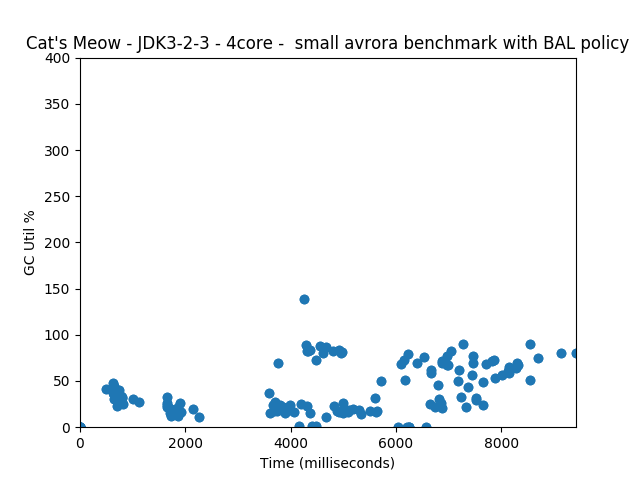 Cat's Meow - JDK3-2-3 - 4core -  small avrora benchmark with BAL policy
400
350
300
250
200
150
100
50
0
GC Util %
0 2000 4000 6000 8000
Time (milliseconds)